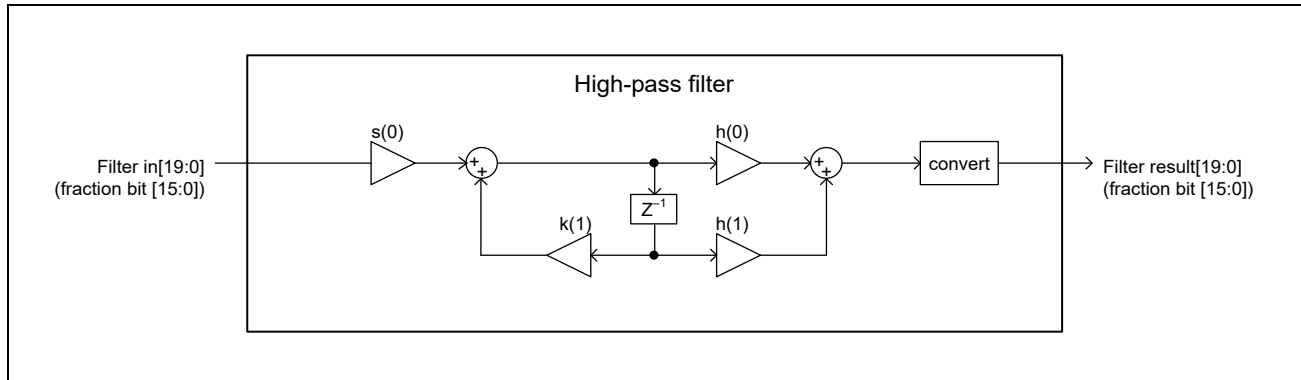 High-pass filter
s(0)
h(0)
Filter in[19:0]
(fraction bit [15:0])
+
+
+
+
convert
Filter result[19:0]
(fraction bit [15:0])
Z⁻¹
k(1)
h(1)